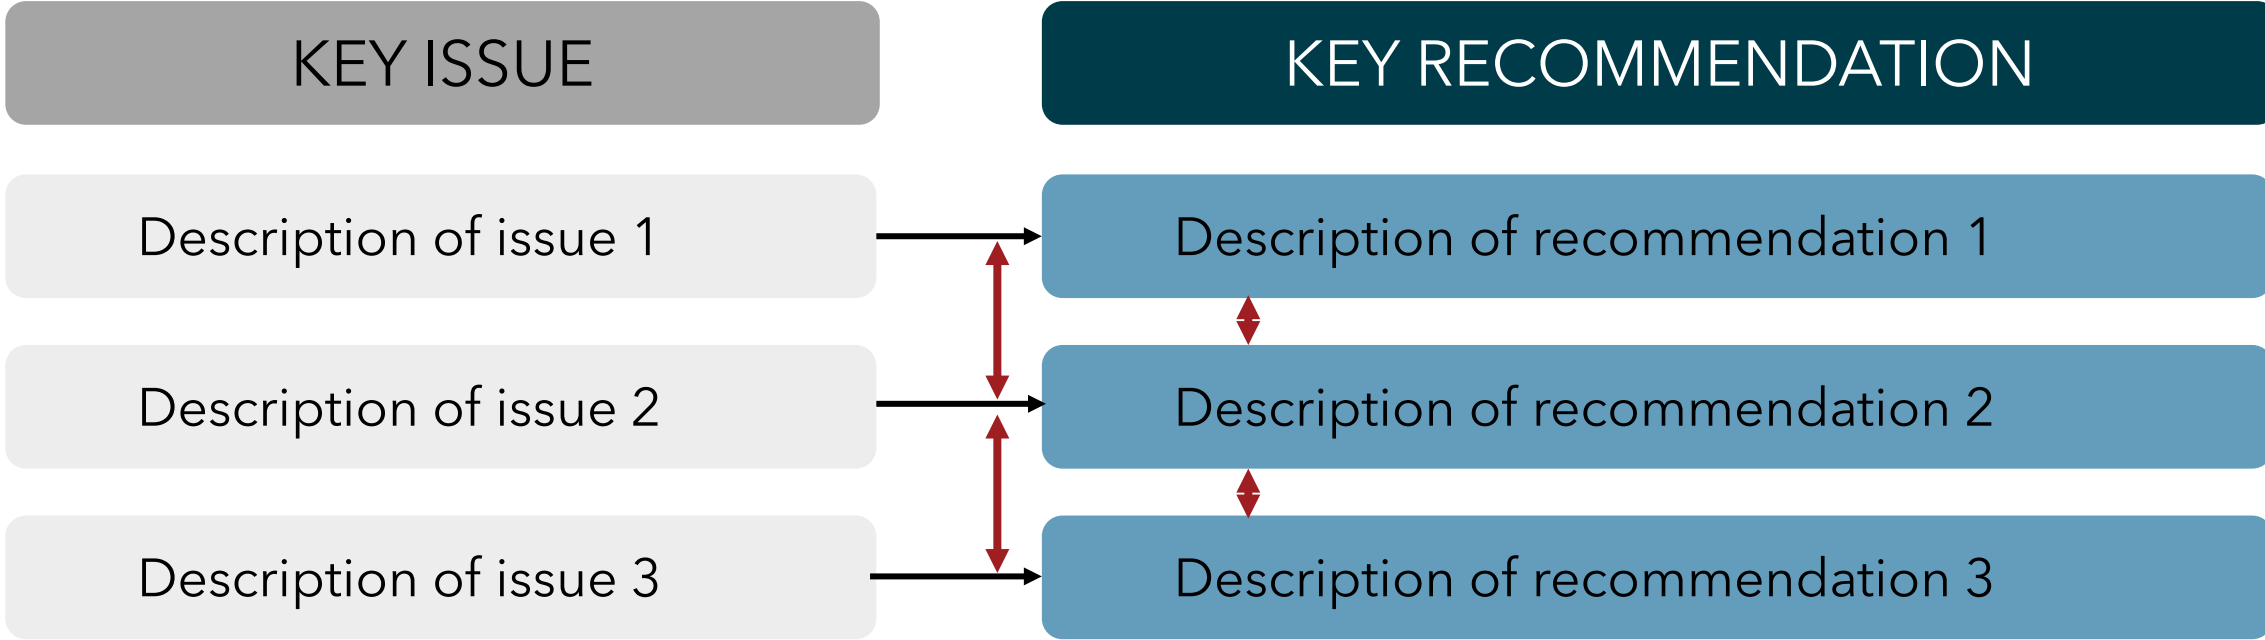 KEY ISSUE
KEY RECOMMENDATION
Description of issue 1
Description of recommendation 1
Description of issue 2
Description of recommendation 2
Description of issue 3
Description of recommendation 3